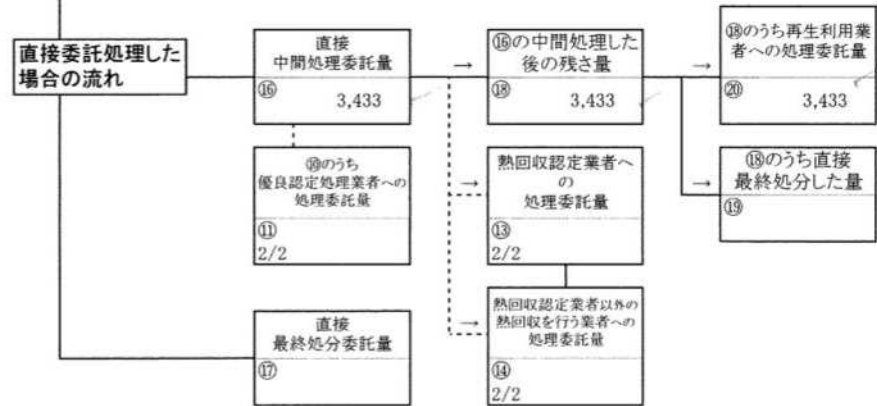 直接委託処理した
場合の流れ
直接
中間処理委託量
⑯
3,433
→
⑯の中間処理した
後の残さ量
⑱
3,433
→
⑱のうち再生利用業
者への処理委託量
⑳
3,433
⑩のうち
優良認定処理業者への
処理委託量
⑪
2/2
→
熱回収認定業者へ
の
処理委託量
⑬
2/2
→
⑱のうち直接
最終処分した量
⑲
直接
最終処分委託量
⑰
→
熱回収認定業者以外の
熱回収を行う業者への
処理委託量
⑭
2/2